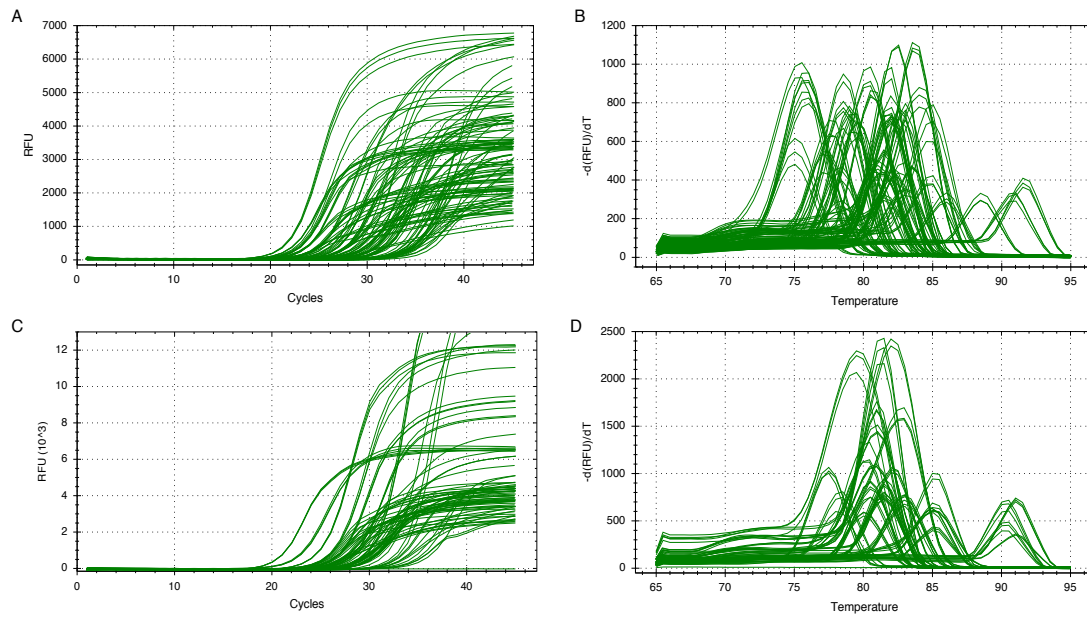 A
7000
6000
5000
4000
3000
2000
1000
0
RFU
0 10 20 30 40
Cycles
B
1200
1000
800
600
400
200
0
-d(RFU)/dT
65 70 75 80 85 90 95
Temperature
C
12
10
8
6
4
2
0
RFU (10^3)
0 10 20 30 40
Cycles
D
2500
2000
1500
1000
500
0
-d(RFU)/dT
65 70 75 80 85 90 95
Temperature